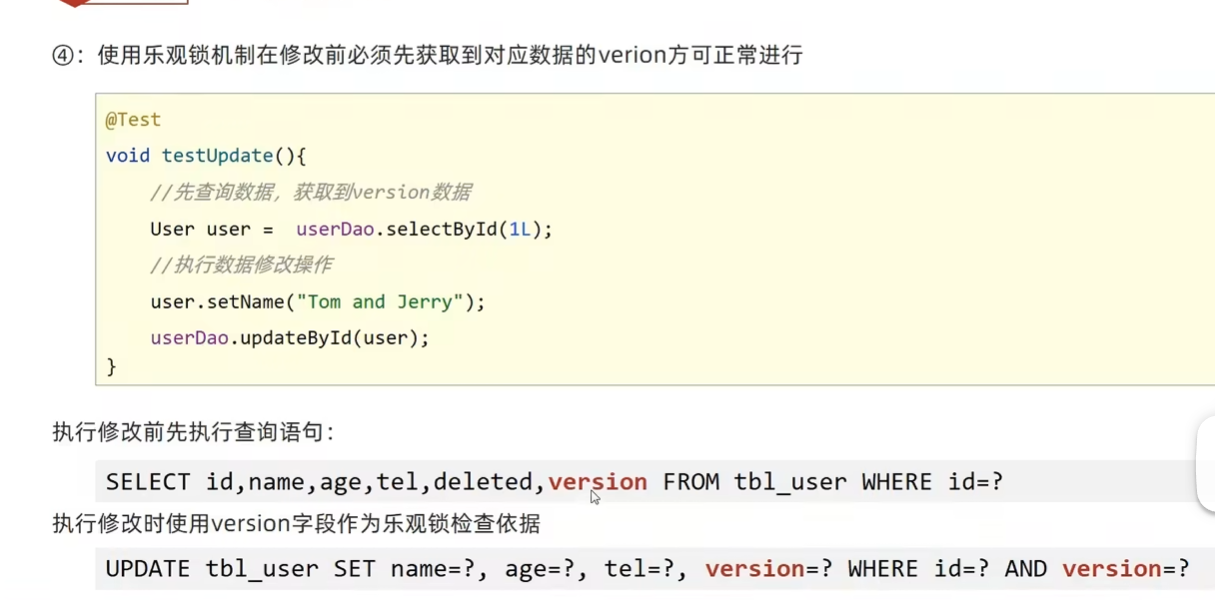 ④：使用乐观锁机制在修改前必须先获取到对应数据的verion方可正常进行
@Test
void testUpdate(){
//先查询数据，获取到version数据
User user = userDao.selectById(1L);
//执行数据修改操作
user.setName("Tom and Jerry");
userDao.updateById(user);
}
执行修改前先执行查询语句：
SELECT id,name,age,tel,deleted,version FROM tbl_user WHERE id=?
执行修改时使用version字段作为乐观锁检查依据
UPDATE tbl_user SET name=?, age=?, tel=?, version=? WHERE id=? AND version=?